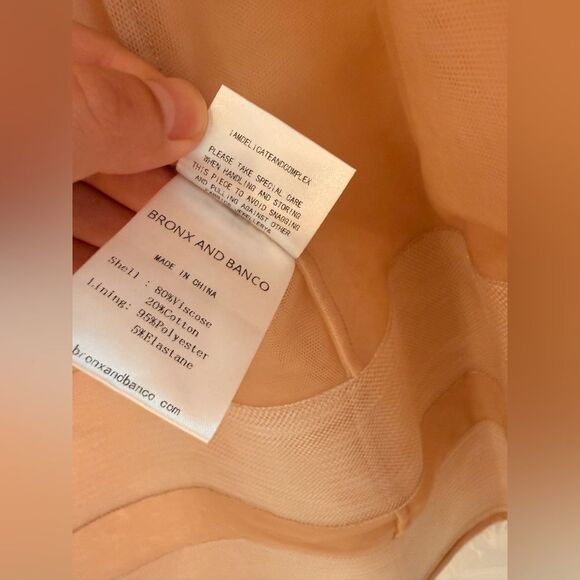 IAMDELICATEANDCOMPLEX
PLEASE TAKE SPECIAL CARE
WHEN HANDLING AND STORING
THIS PIECE TO AVOID SNAGGING
AND PULLING AGAINST OTHER
JEWELLERY&
BRONX AND BANCO
MADE IN CHINA
Shell : 80%Viscose
20%Cotton
Lining: 95%Polyester
5%Elastane
bronxandbanco com